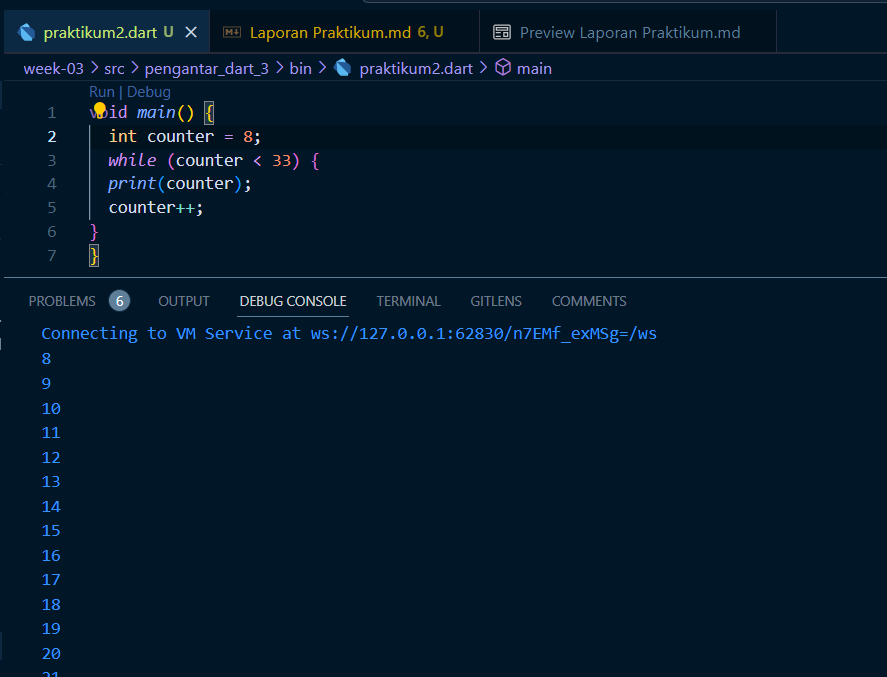 praktikum2.dart U × Laporan Praktikum.md 6, U Preview Laporan Praktikum.md
week-03 > src > pengantar_dart_3 > bin > praktikum2.dart > main
Run | Debug
1 void main() {
2 int counter = 8;
3 while (counter < 33) {
4 print(counter);
5 counter++;
6 }
7 }
PROBLEMS 6 OUTPUT DEBUG CONSOLE TERMINAL GITLENS COMMENTS
Connecting to VM Service at ws://127.0.0.1:62830/n7EMf_exMSg=/ws
8
9
10
11
12
13
14
15
16
17
18
19
20
21